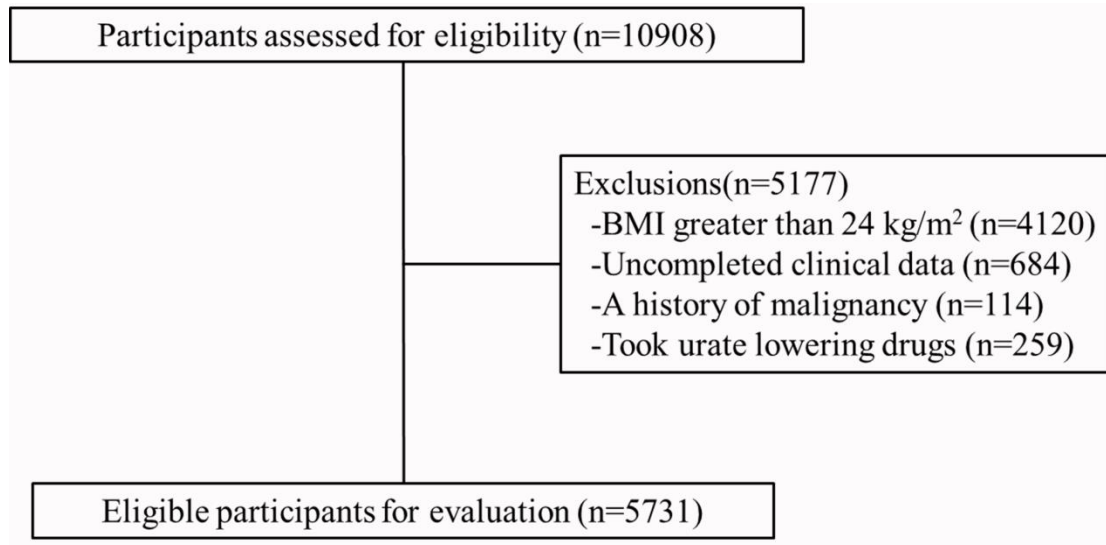 Participants assessed for eligibility (n=10908)
Exclusions(n=5177)
-BMI greater than 24 kg/m² (n=4120)
-Uncompleted clinical data (n=684)
-A history of malignancy (n=114)
-Took urate lowering drugs (n=259)
Eligible participants for evaluation (n=5731)